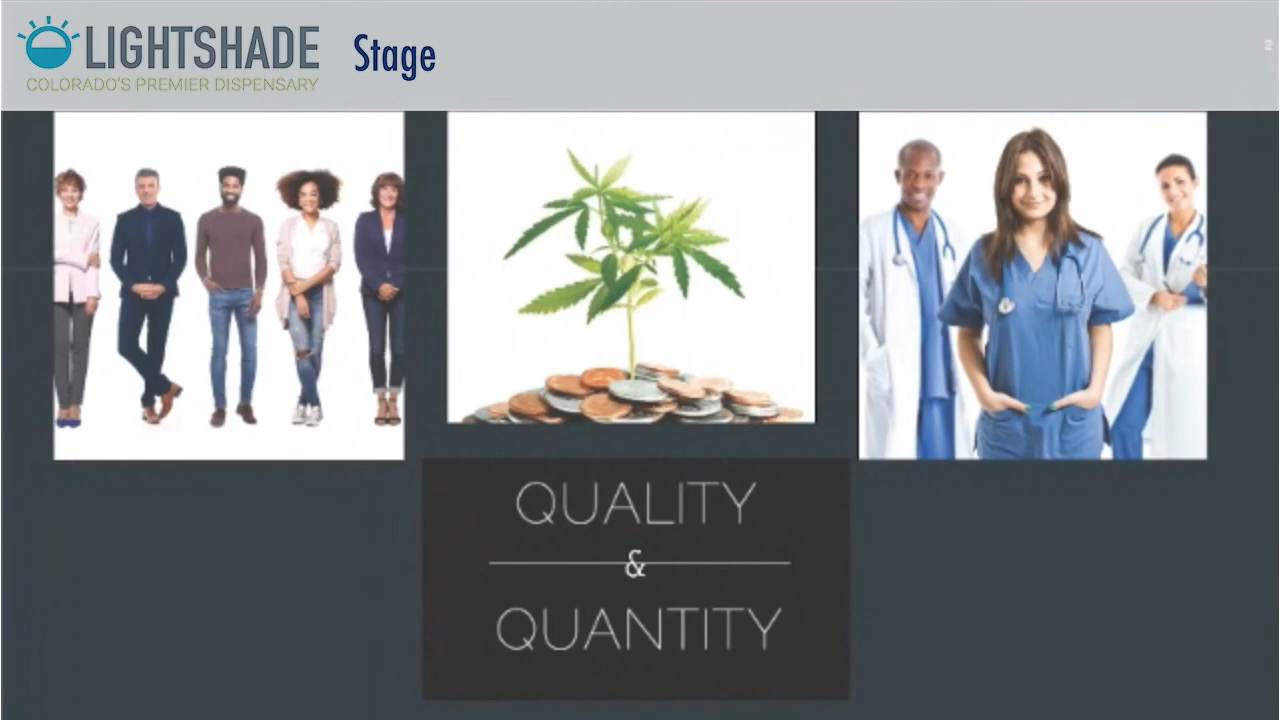 LIGHTSHADE
COLORADO'S PREMIER DISPENSARY
Stage
QUALITY
&
QUANTITY